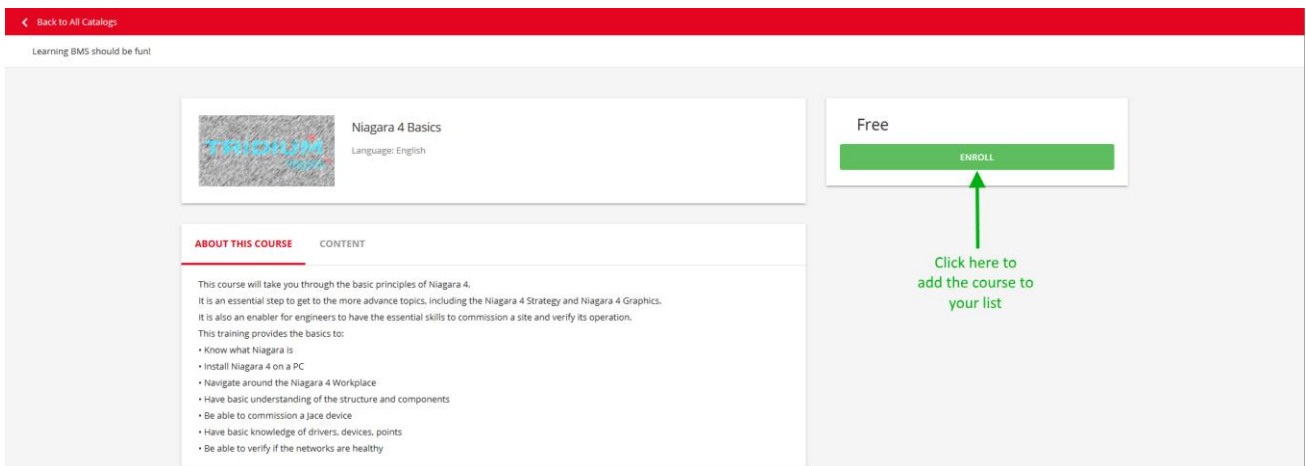 Back to All Catalogs
Learning BMS should be fun!
TRIDIUM
Niagara 4 Basics
Language: English
Free
ENROLL
Click here to
add the course to
your list
ABOUT THIS COURSE CONTENT
This course will take you through the basic principles of Niagara 4.
It is an essential step to get to the more advance topics, including the Niagara 4 Strategy and Niagara 4 Graphics.
It is also an enabler for engineers to have the essential skills to commission a site and verify its operation.
This training provides the basics to:
• Know what Niagara is
• Install Niagara 4 on a PC
• Navigate around the Niagara 4 Workplace
• Have basic understanding of the structure and components
• Be able to commission a Jace device
• Have basic knowledge of drivers, devices, points
• Be able to verify if the networks are healthy